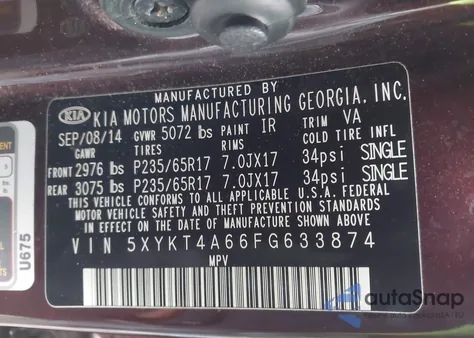 MANUFACTURED BY
KIA KIA MOTORS MANUFACTURING GEORGIA, INC.
SEP/08/14 GVWR 5072 lbs PAINT IR TRIM VA
GAWR TIRES RIMS COLD TIRE INFL
FRONT 2976 lbs P235/65R17 7.0JX17 34psi SINGLE
REAR 3075 lbs P235/65R17 7.0JX17 34psi SINGLE
THIS VEHICLE CONFORMS TO ALL APPLICABLE U.S.A. FEDERAL
MOTOR VEHICLE SAFETY, BUMPER, AND THEFT PREVENTION
STANDARDS IN EFFECT ON THE
DATE OF MANUFACTURE SHOWN ABOVE.
VIN 5XYKT4A66FG633874
MPV
U675
autoSnap